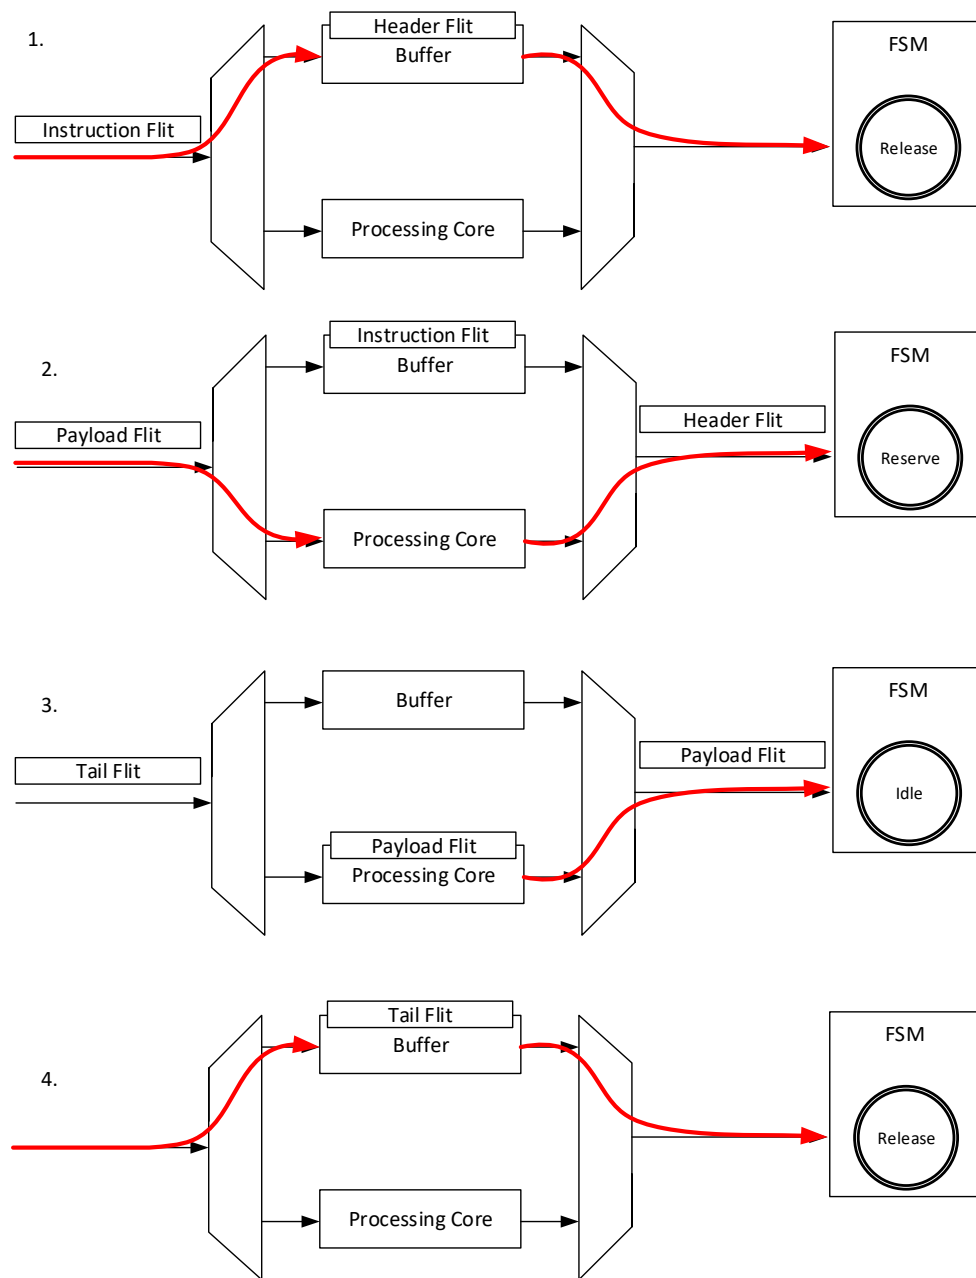 1.
Header Flit
Buffer
FSM
Instruction Flit
Release
Processing Core
2.
Instruction Flit
Buffer
FSM
Payload Flit
Header Flit
Reserve
Processing Core
3.
Buffer
FSM
Tail Flit
Payload Flit
Idle
Payload Flit
Processing Core
4.
Tail Flit
Buffer
FSM
Release
Processing Core